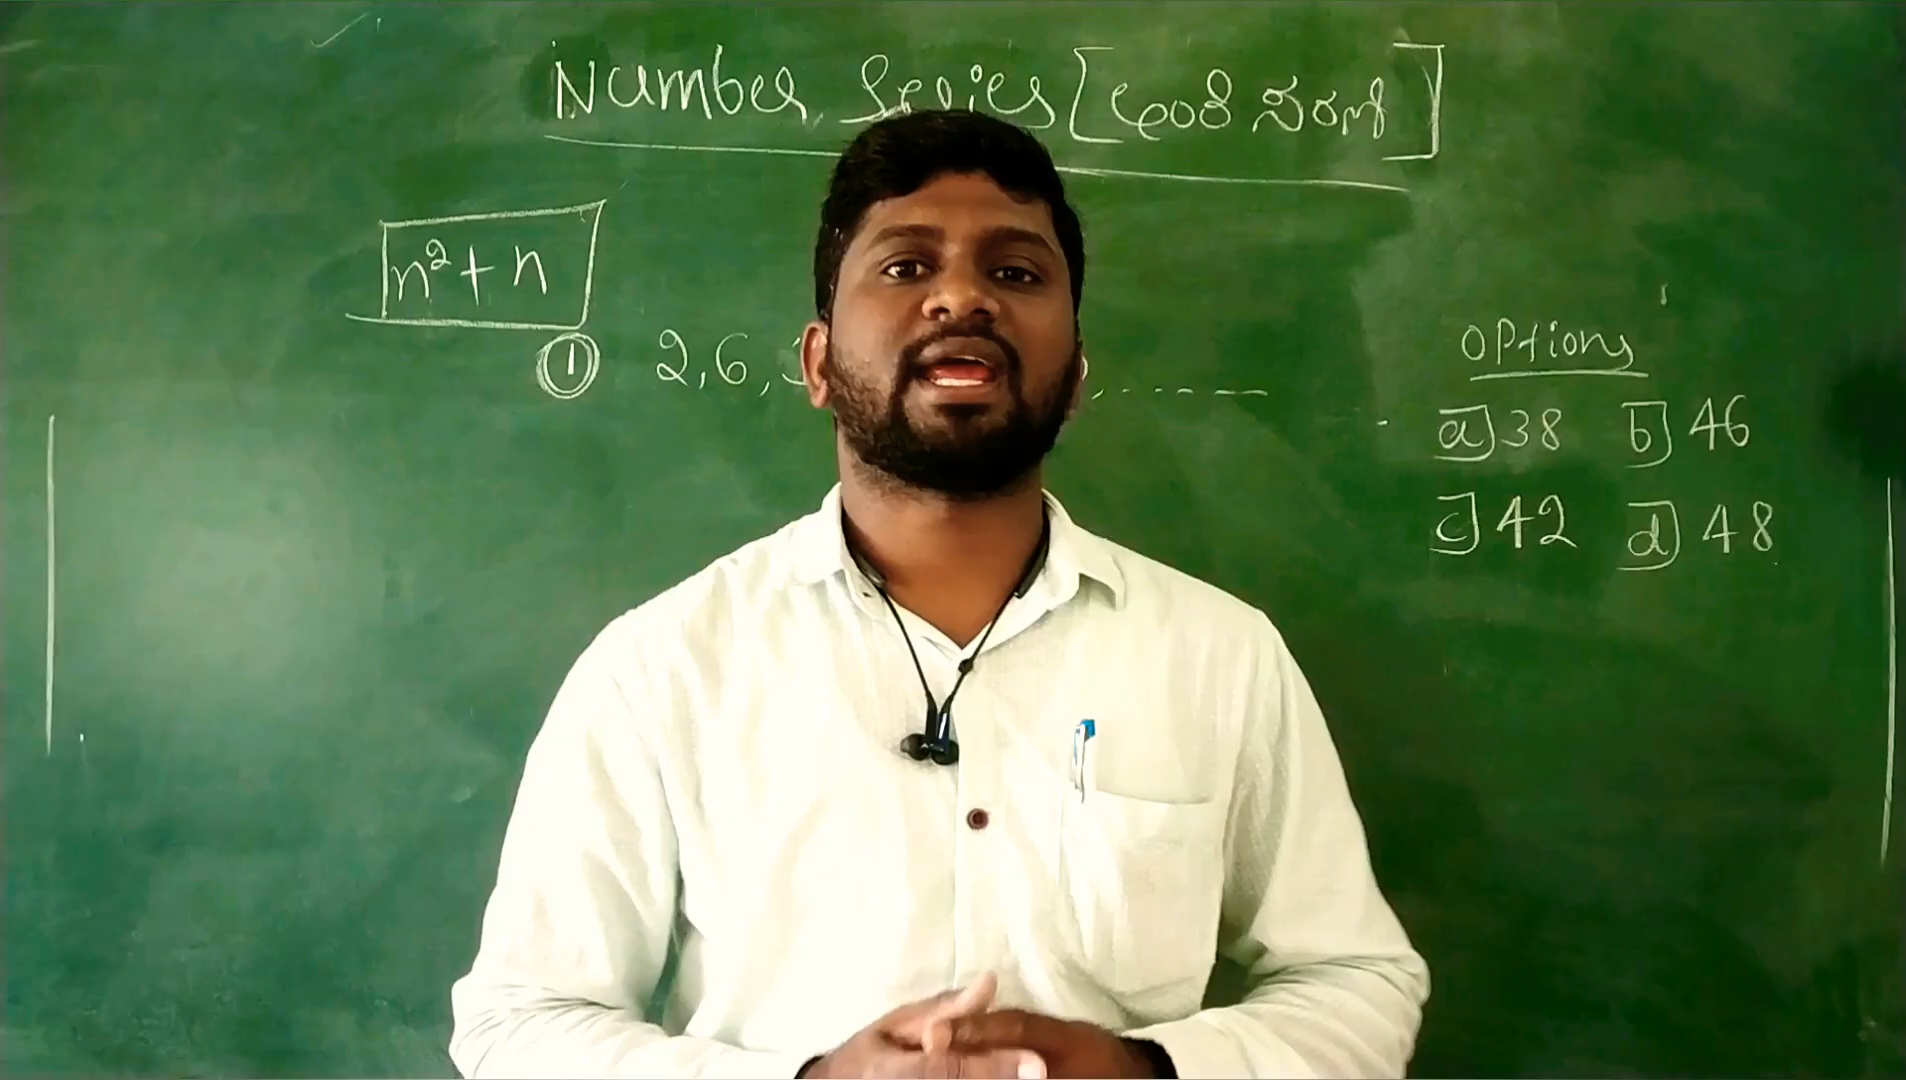 Number Series [ಅಂಕಿ ಸರಣಿ]
n²+n
① 2, 6, , ------
Options
a] 38 b] 46
c] 42 d] 48